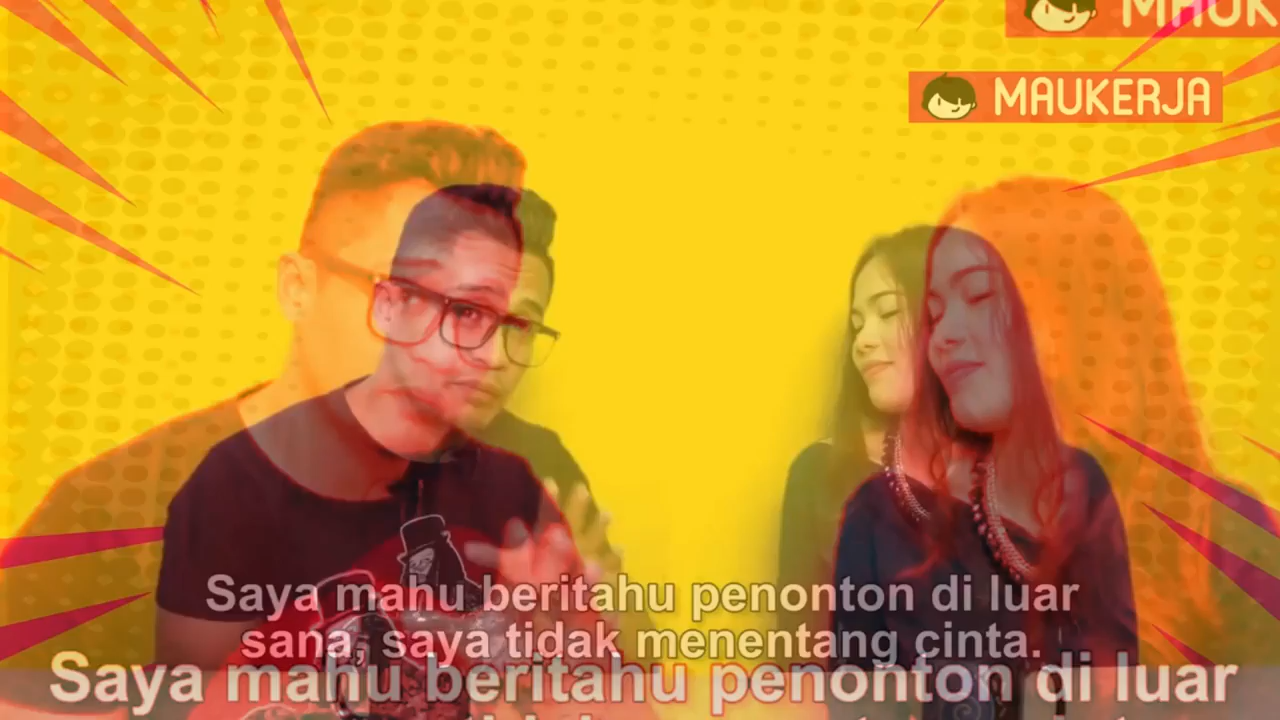 MAUK
MAUKERJA
Saya mahu beritahu penonton di luar
sana, saya tidak menentang cinta.
Saya mahu beritahu penonton di luar